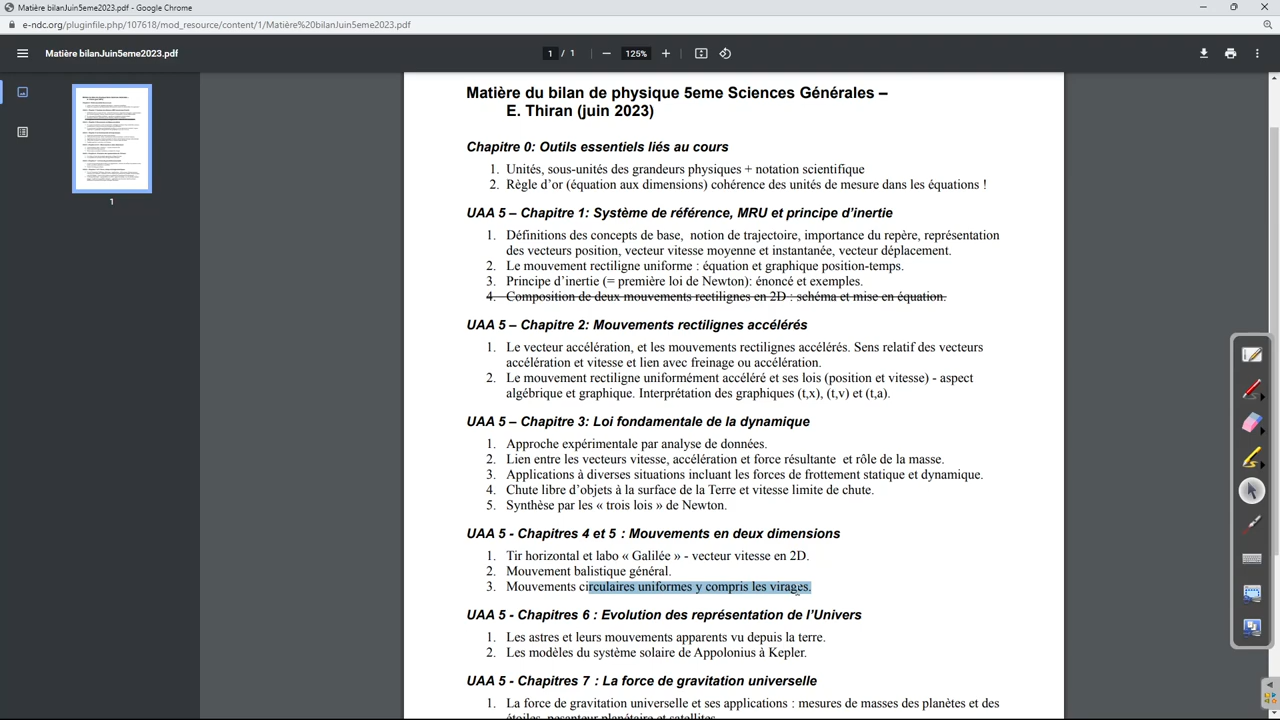 Matière bilanJuin5eme2023.pdf - Google Chrome
e-ndc.org/pluginfile.php/107618/mod_resource/content/1/Matière%20bilanJuin5eme2023.pdf
Matière bilanJuin5eme2023.pdf
1 / 1
125%
1
Matière du bilan de physique 5eme Sciences Générales –
E. Thiran (juin 2023)
Chapitre 0: Outils essentiels liés au cours
1. Unités, sous-unités des grandeurs physiques + notation scientifique
2. Règle d’or (équation aux dimensions) cohérence des unités de mesure dans les équations !
UAA 5 – Chapitre 1: Système de référence, MRU et principe d’inertie
1. Définitions des concepts de base, notion de trajectoire, importance du repère, représentation
des vecteurs position, vecteur vitesse moyenne et instantanée, vecteur déplacement.
2. Le mouvement rectiligne uniforme : équation et graphique position-temps.
3. Principe d’inertie (= première loi de Newton): énoncé et exemples.
4. Composition de deux mouvements rectilignes en 2D : schéma et mise en équation.
UAA 5 – Chapitre 2: Mouvements rectilignes accélérés
1. Le vecteur accélération, et les mouvements rectilignes accélérés. Sens relatif des vecteurs
accélération et vitesse et lien avec freinage ou accélération.
2. Le mouvement rectiligne uniformément accéléré et ses lois (position et vitesse) - aspect
algébrique et graphique. Interprétation des graphiques (t,x), (t,v) et (t,a).
UAA 5 – Chapitre 3: Loi fondamentale de la dynamique
1. Approche expérimentale par analyse de données.
2. Lien entre les vecteurs vitesse, accélération et force résultante et rôle de la masse.
3. Applications à diverses situations incluant les forces de frottement statique et dynamique.
4. Chute libre d’objets à la surface de la Terre et vitesse limite de chute.
5. Synthèse par les « trois lois » de Newton.
UAA 5 - Chapitres 4 et 5 : Mouvements en deux dimensions
1. Tir horizontal et labo « Galilée » - vecteur vitesse en 2D.
2. Mouvement balistique général.
3. Mouvements circulaires uniformes y compris les virages.
UAA 5 - Chapitres 6 : Evolution des représentation de l’Univers
1. Les astres et leurs mouvements apparents vu depuis la terre.
2. Les modèles du système solaire de Appolonius à Kepler.
UAA 5 - Chapitres 7 : La force de gravitation universelle
1. La force de gravitation universelle et ses applications : mesures de masses des planètes et des
étoiles, pesanteur planétaire et satellites.